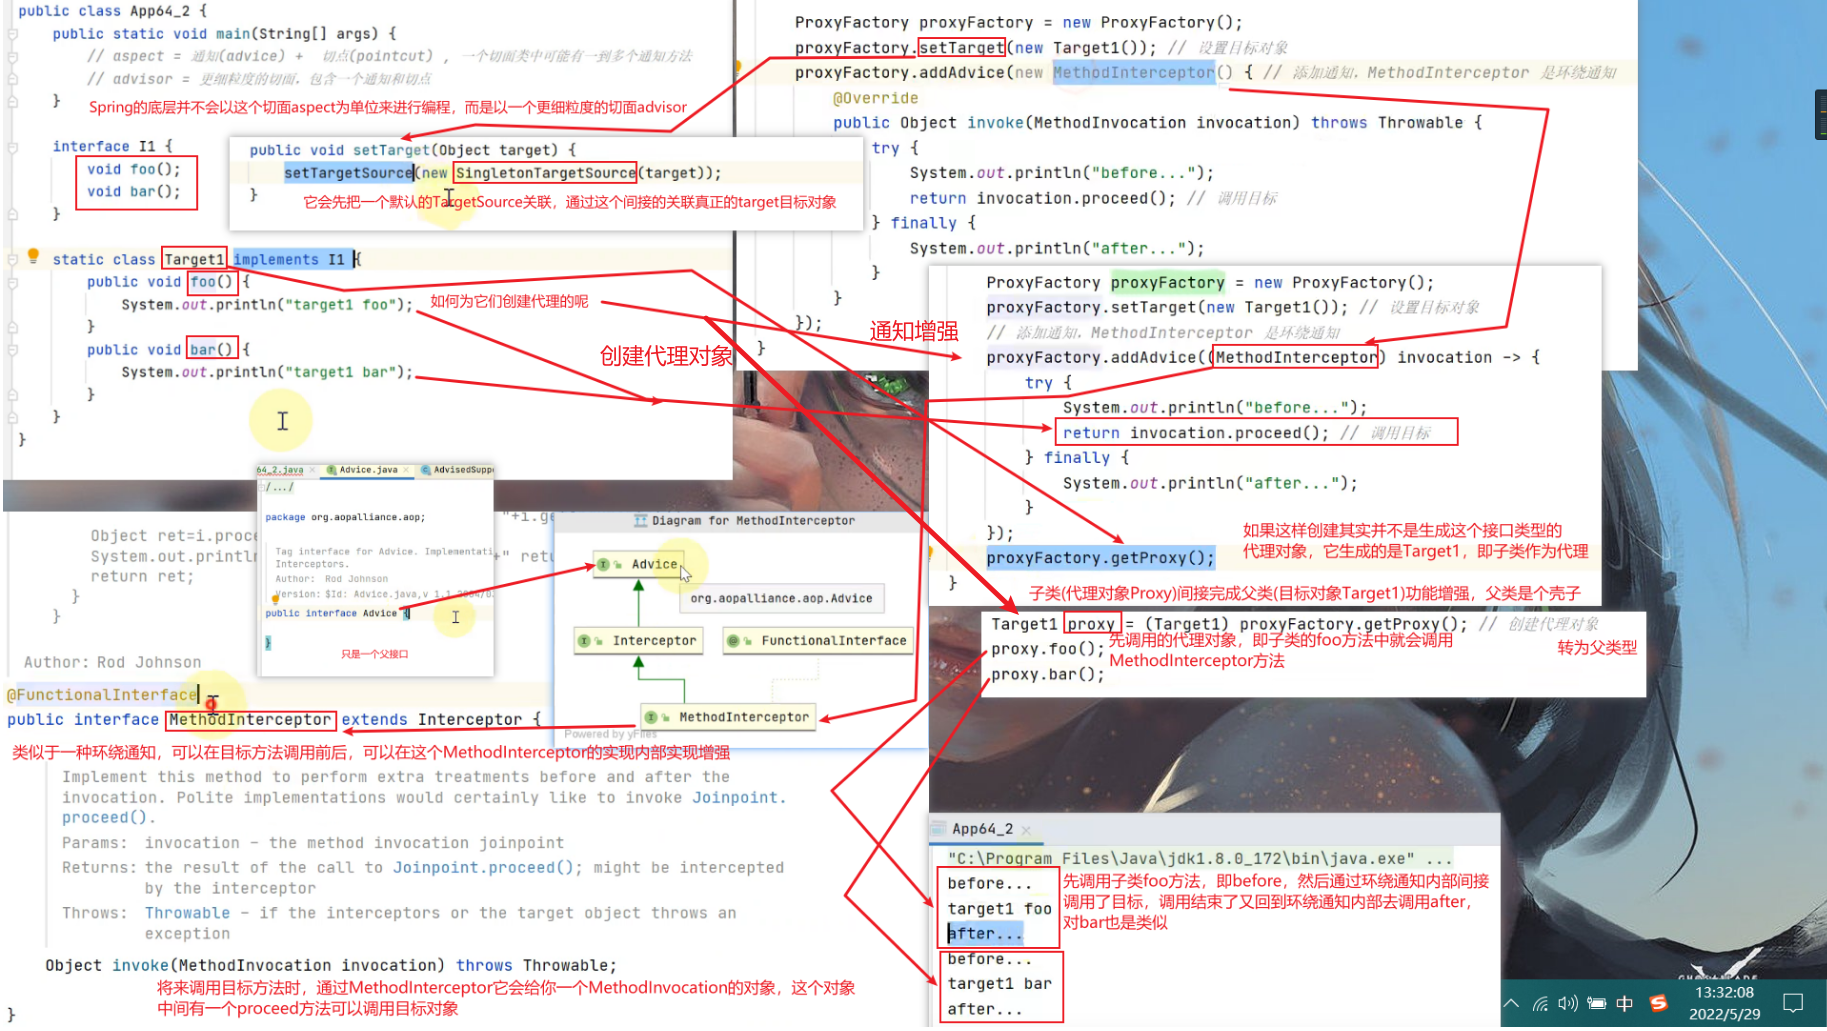 public class App64_2 {
public static void main(String[] args) {
// aspect = 通知(advice) + 切点(pointcut) , 一个切面类中可能有一到多个通知方法
// advisor = 更细粒度的切面，包含一个通知和切点
}
Spring的底层并不会以这个切面aspect为单位来进行编程，而是以一个更细粒度的切面advisor
interface I1 {
void foo();
void bar();
}
public void setTarget(Object target) {
setTargetSource(new SingletonTargetSource(target));
}
它会先把一个默认的TargetSource关联，通过这个间接的关联真正的target目标对象
static class Target1 implements I1 {
public void foo() {
System.out.println("target1 foo");
}
public void bar() {
System.out.println("target1 bar");
}
}
}
如何为它们创建代理的呢
创建代理对象
通知增强
ProxyFactory proxyFactory = new ProxyFactory();
proxyFactory.setTarget(new Target1()); // 设置目标对象
proxyFactory.addAdvice(new MethodInterceptor() { // 添加通知．MethodInterceptor 是环绕通知
@Override
public Object invoke(MethodInvocation invocation) throws Throwable {
try {
System.out.println("before...");
return invocation.proceed(); // 调用目标
} finally {
System.out.println("after...");
}
}
});
}
ProxyFactory proxyFactory = new ProxyFactory();
proxyFactory.setTarget(new Target1()); // 设置目标对象
// 添加通知．MethodInterceptor 是环绕通知
proxyFactory.addAdvice((MethodInterceptor) invocation -> {
try {
System.out.println("before...");
return invocation.proceed(); // 调用目标
} finally {
System.out.println("after...");
}
});
proxyFactory.getProxy();
}
如果这样创建其实并不是生成这个接口类型的
代理对象，它生成的是Target1，即子类作为代理
子类(代理对象Proxy)间接完成父类(目标对象Target1)功能增强，父类是个壳子
Target1 proxy = (Target1) proxyFactory.getProxy(); // 创建代理对象
proxy.foo();
proxy.bar();
先调用的代理对象，即子类的foo方法中就会调用
MethodInterceptor方法
转为父类型
64_2.java
Advice.java
AdvisedSuppo
/.../
package org.aopalliance.aop;
Tag interface for Advice. Implementati
Interceptors.
Author: Rod Johnson
Version: $Id: Advice.java,v 1.1 2004/03
public interface Advice {
}
只是一个父接口
"+i.ge
Object ret=i.proce
System.out.println
+" retu
return ret;
}
}
Author: Rod Johnson
@FunctionalInterface
public interface MethodInterceptor extends Interceptor {
类似于一种环绕通知，可以在目标方法调用前后，可以在这个MethodInterceptor的实现内部实现增强
Implement this method to perform extra treatments before and after the
invocation. Polite implementations would certainly like to invoke Joinpoint.
proceed().
Params: invocation – the method invocation joinpoint
Returns: the result of the call to Joinpoint.proceed(); might be intercepted
by the interceptor
Throws: Throwable – if the interceptors or the target object throws an
exception
Object invoke(MethodInvocation invocation) throws Throwable;
将来调用目标方法时，通过MethodInterceptor它会给你一个MethodInvocation的对象，这个对象
中间有一个proceed方法可以调用目标对象
}
Diagram for MethodInterceptor
Advice
org.aopalliance.aop.Advice
Interceptor
FunctionalInterface
MethodInterceptor
Powered by yFiles
App64_2
"C:\Program Files\Java\jdk1.8.0_172\bin\java.exe" ...
before...
target1 foo
after...
before...
target1 bar
after...
先调用子类foo方法，即before，然后通过环绕通知内部间接
调用了目标，调用结束了又回到环绕通知内部去调用after，
对bar也是类似
中
13:32:08
2022/5/29